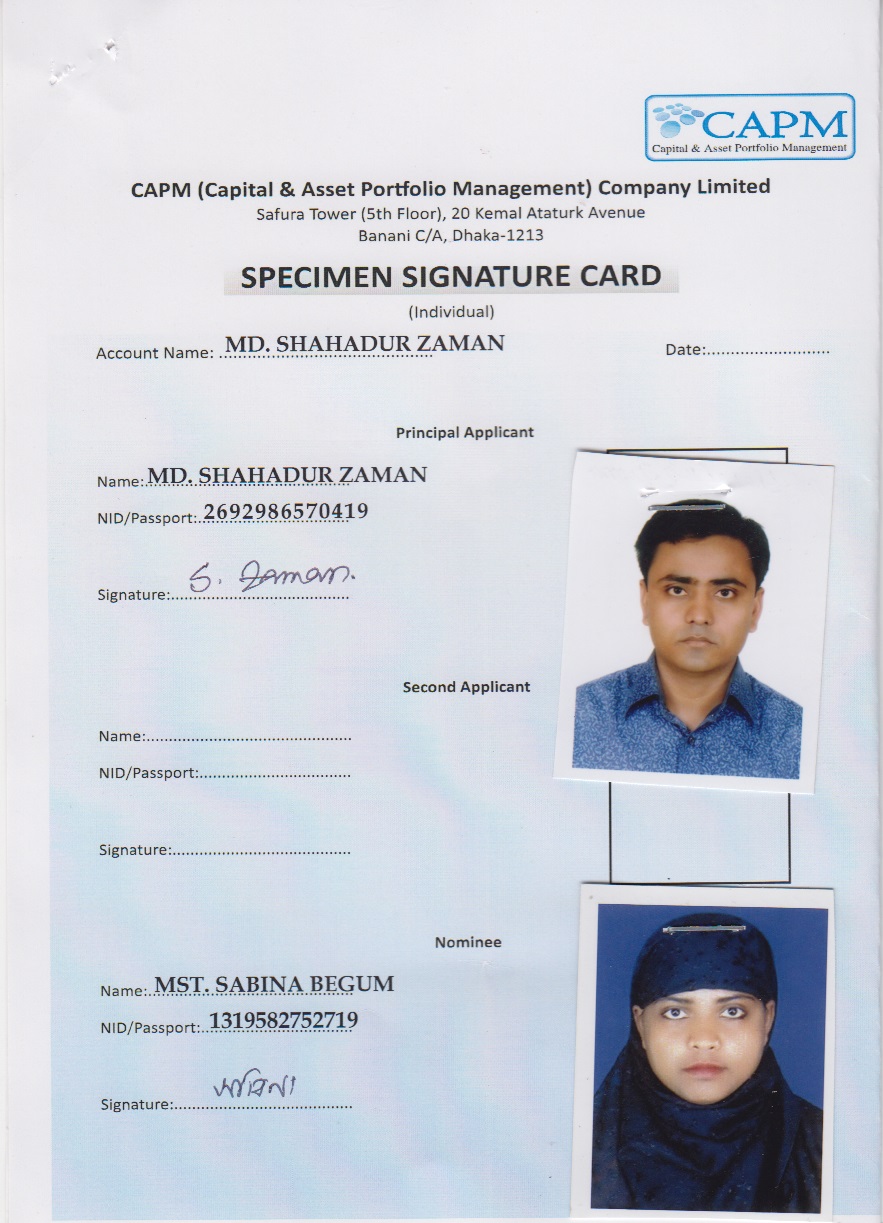 CAPM
Capital & Asset Portfolio Management
CAPM (Capital & Asset Portfolio Management) Company Limited
Safura Tower (5th Floor), 20 Kemal Ataturk Avenue
Banani C/A, Dhaka-1213
SPECIMEN SIGNATURE CARD
(Individual)
Account Name: MD. SHAHADUR ZAMAN Date:..........................
Principal Applicant
Name: MD. SHAHADUR ZAMAN
NID/Passport: 2692986570419
Signature: S. Zaman.
Second Applicant
Name:............................................
NID/Passport:..................................
Signature:........................................
Nominee
Name: MST. SABINA BEGUM
NID/Passport: 1319582752719
Signature: সাবিনা